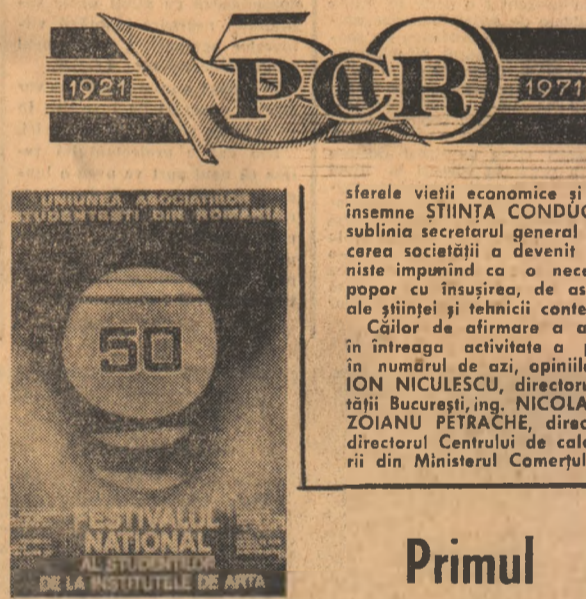 50
1921 PCR 1971
UNIUNEA ASOCIAȚIILOR
STUDENȚEȘTI DIN ROMÂNIA
50
FESTIVALUL
NAȚIONAL
AL STUDENȚILOR
DE LA INSTITUTELE DE ARTĂ
sferele vieții economice și
însemne ȘTIINȚA CONDUC
sublinia secretarul general
cerea societății a devenit
niste impunînd ca o nece
popor cu însușirea, de as
ale științei și tehnicii conte
Căilor de afirmare a a
în întreaga activitate a p
în numărul de azi, opiniile
ION NICULESCU, directoru
tății București, ing. NICOLA
ZOIANU PETRACHE, direc
directorul Centrului de calc
rii din Ministerul Comerțul
Primul